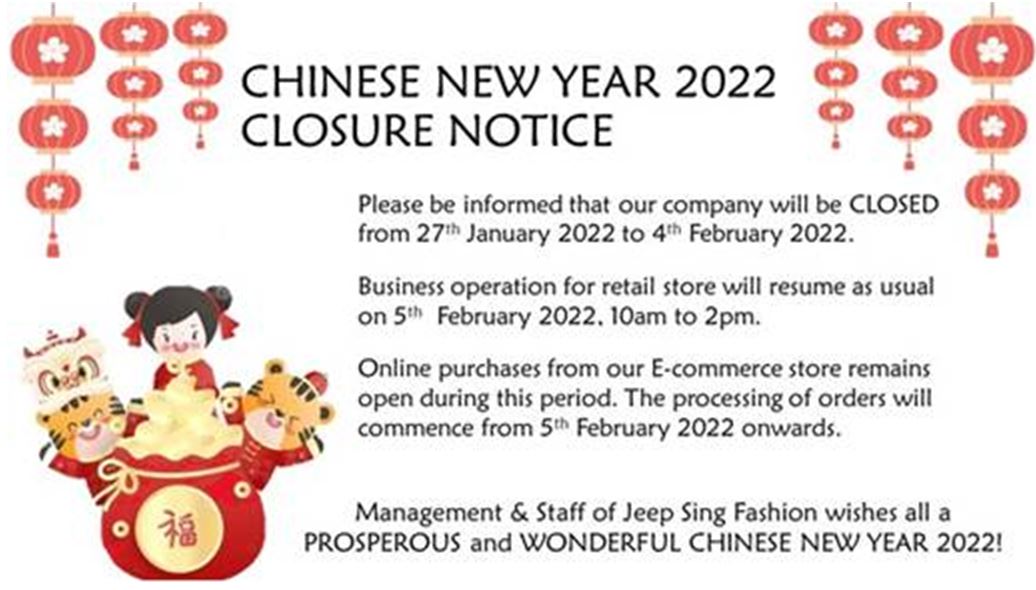 CHINESE NEW YEAR 2022
CLOSURE NOTICE
Please be informed that our company will be CLOSED
from 27th January 2022 to 4th February 2022.
Business operation for retail store will resume as usual
on 5th February 2022, 10am to 2pm.
Online purchases from our E-commerce store remains
open during this period. The processing of orders will
commence from 5th February 2022 onwards.
福
Management & Staff of Jeep Sing Fashion wishes all a
PROSPEROUS and WONDERFUL CHINESE NEW YEAR 2022!